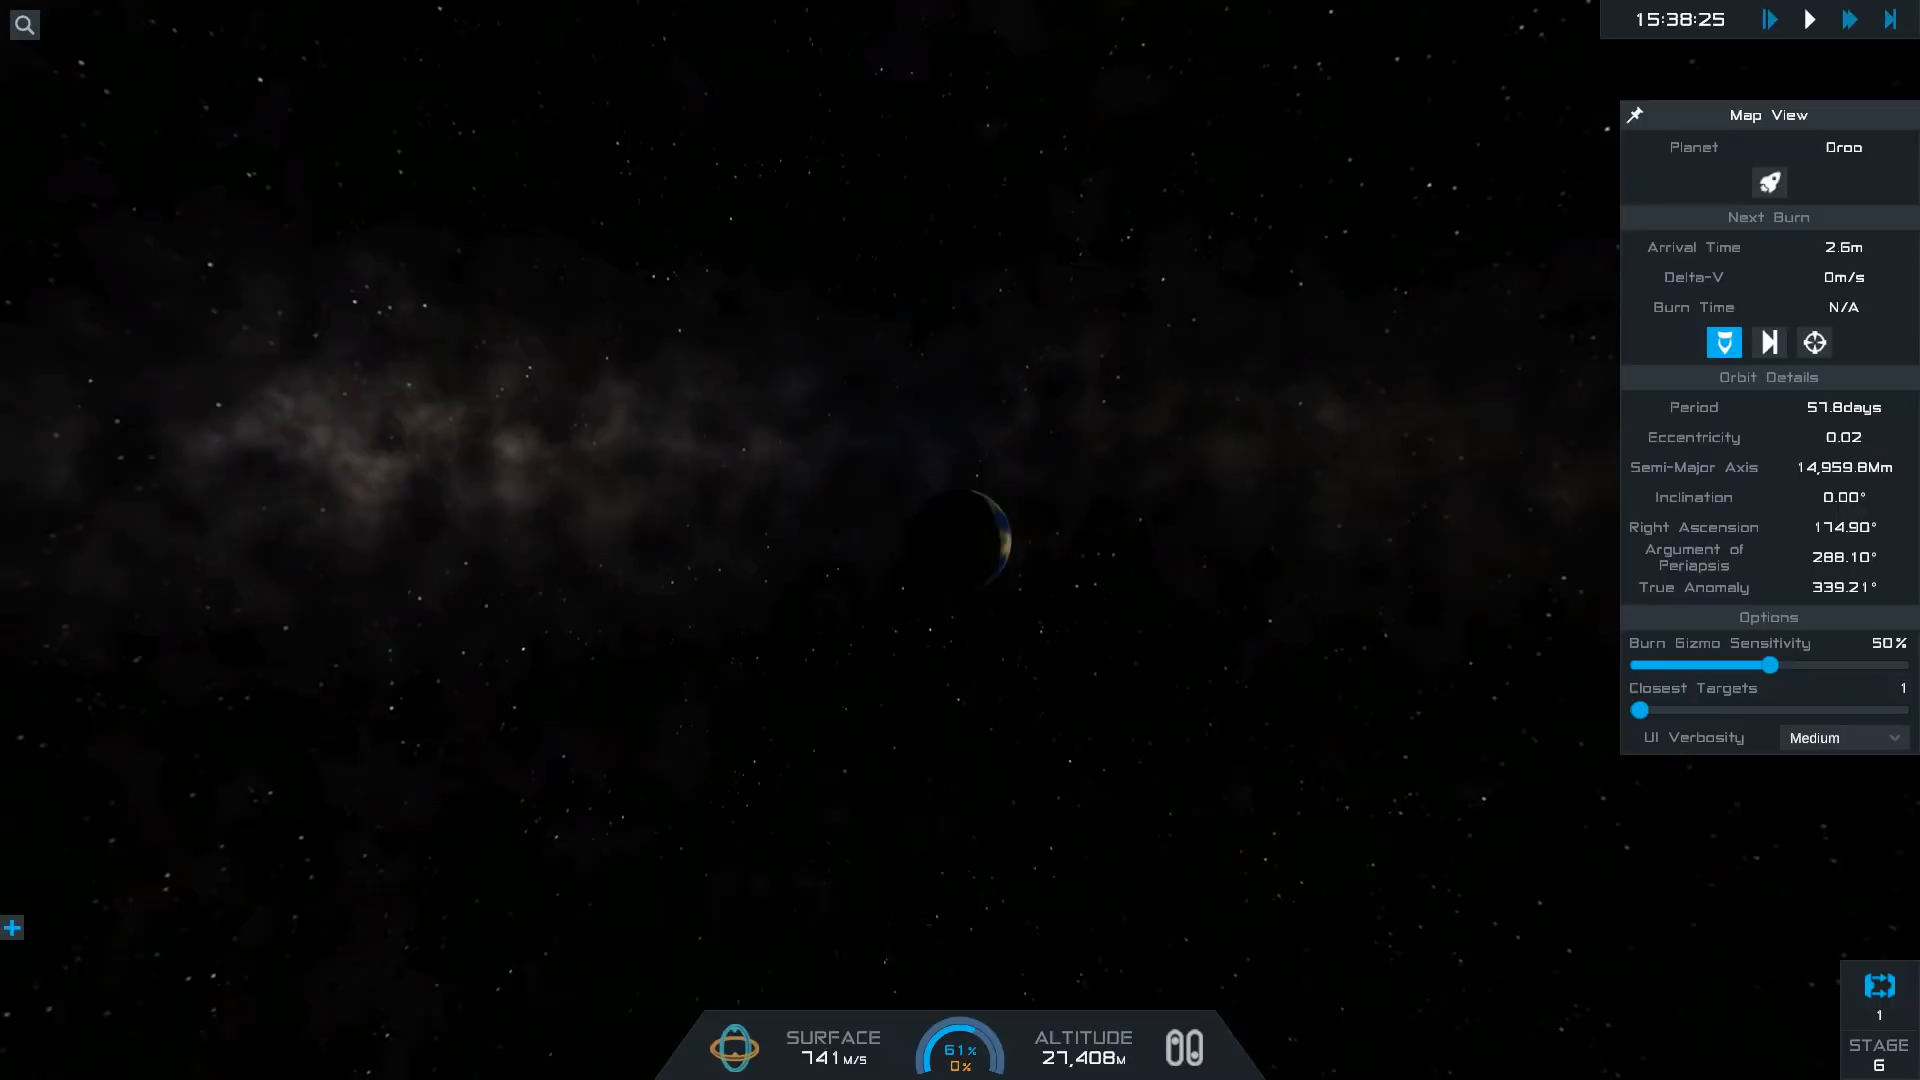 15:38:25
Map View
Planet Droo
Next Burn
Arrival Time 2.6m
Delta-V 0m/s
Burn Time N/A
Orbit Details
Period 57.8days
Eccentricity 0.02
Semi-Major Axis 14,959.8Mm
Inclination 0.00°
Right Ascension 174.90°
Argument of Periapsis 288.10°
True Anomaly 339.21°
Options
Burn Gizmo Sensitivity 50%
Closest Targets 1
UI Verbosity Medium
SURFACE
741 M/S
61%
0%
ALTITUDE
27,408M
1
STAGE
6